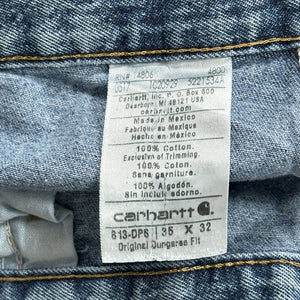 RN# 14806
Carhartt, Inc. P.O. Box 600
Dearborn, MI 48121 USA
carhartt.com
Made in Mexico
Fabriqué au Mexique
Hecho en Mexico
100% Cotton.
Exclusive of Trimming.
100% Coton.
Sans garniture.
100% Algodón.
Sin incluir adorno.
carhartt
B13-DPS | 35 X 32
Original Dungaree Fit